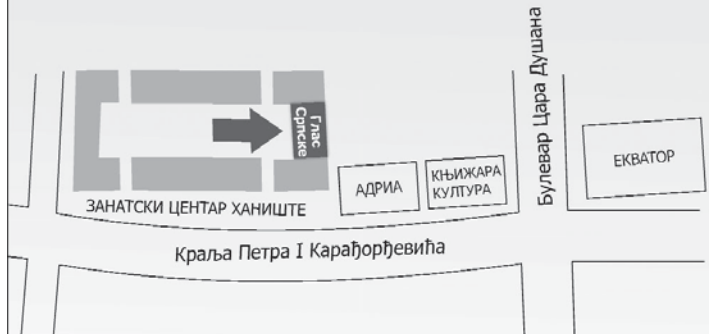 Глас
Српске
АДРИА
КЊИЖАРА
КУЛТУРА
Булевар Цара Душана
ЕКВАТОР
ЗАНАТСКИ ЦЕНТАР ХАНИШТЕ
Краља Петра I Карађорђевића